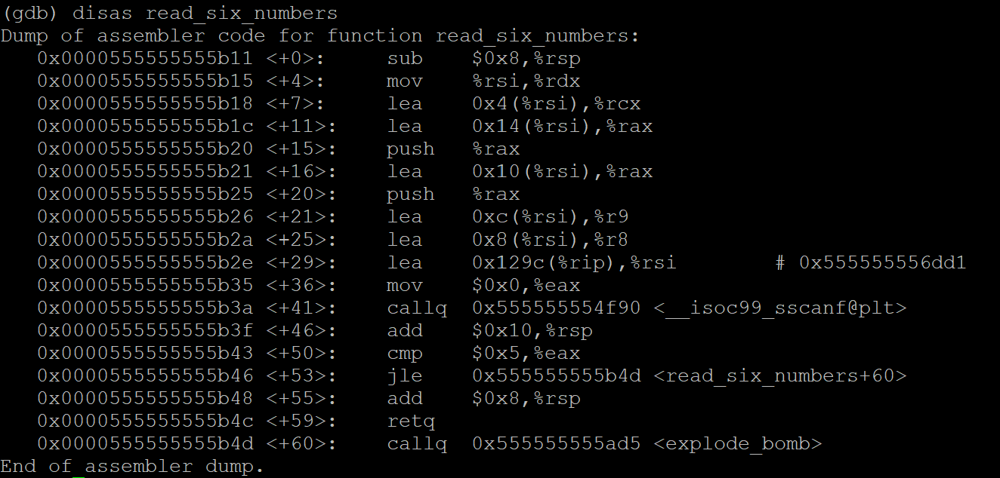 (gdb) disas read_six_numbers
Dump of assembler code for function read_six_numbers:
   0x0000555555555b11 <+0>:     sub    $0x8,%rsp
   0x0000555555555b15 <+4>:     mov    %rsi,%rdx
   0x0000555555555b18 <+7>:     lea    0x4(%rsi),%rcx
   0x0000555555555b1c <+11>:    lea    0x14(%rsi),%rax
   0x0000555555555b20 <+15>:    push   %rax
   0x0000555555555b21 <+16>:    lea    0x10(%rsi),%rax
   0x0000555555555b25 <+20>:    push   %rax
   0x0000555555555b26 <+21>:    lea    0xc(%rsi),%r9
   0x0000555555555b2a <+25>:    lea    0x8(%rsi),%r8
   0x0000555555555b2e <+29>:    lea    0x129c(%rip),%rsi        # 0x555555556dd1
   0x0000555555555b35 <+36>:    mov    $0x0,%eax
   0x0000555555555b3a <+41>:    callq  0x555555554f90 <__isoc99_sscanf@plt>
   0x0000555555555b3f <+46>:    add    $0x10,%rsp
   0x0000555555555b43 <+50>:    cmp    $0x5,%eax
   0x0000555555555b46 <+53>:    jle    0x555555555b4d <read_six_numbers+60>
   0x0000555555555b48 <+55>:    add    $0x8,%rsp
   0x0000555555555b4c <+59>:    retq
   0x0000555555555b4d <+60>:    callq  0x555555555ad5 <explode_bomb>
End of assembler dump.